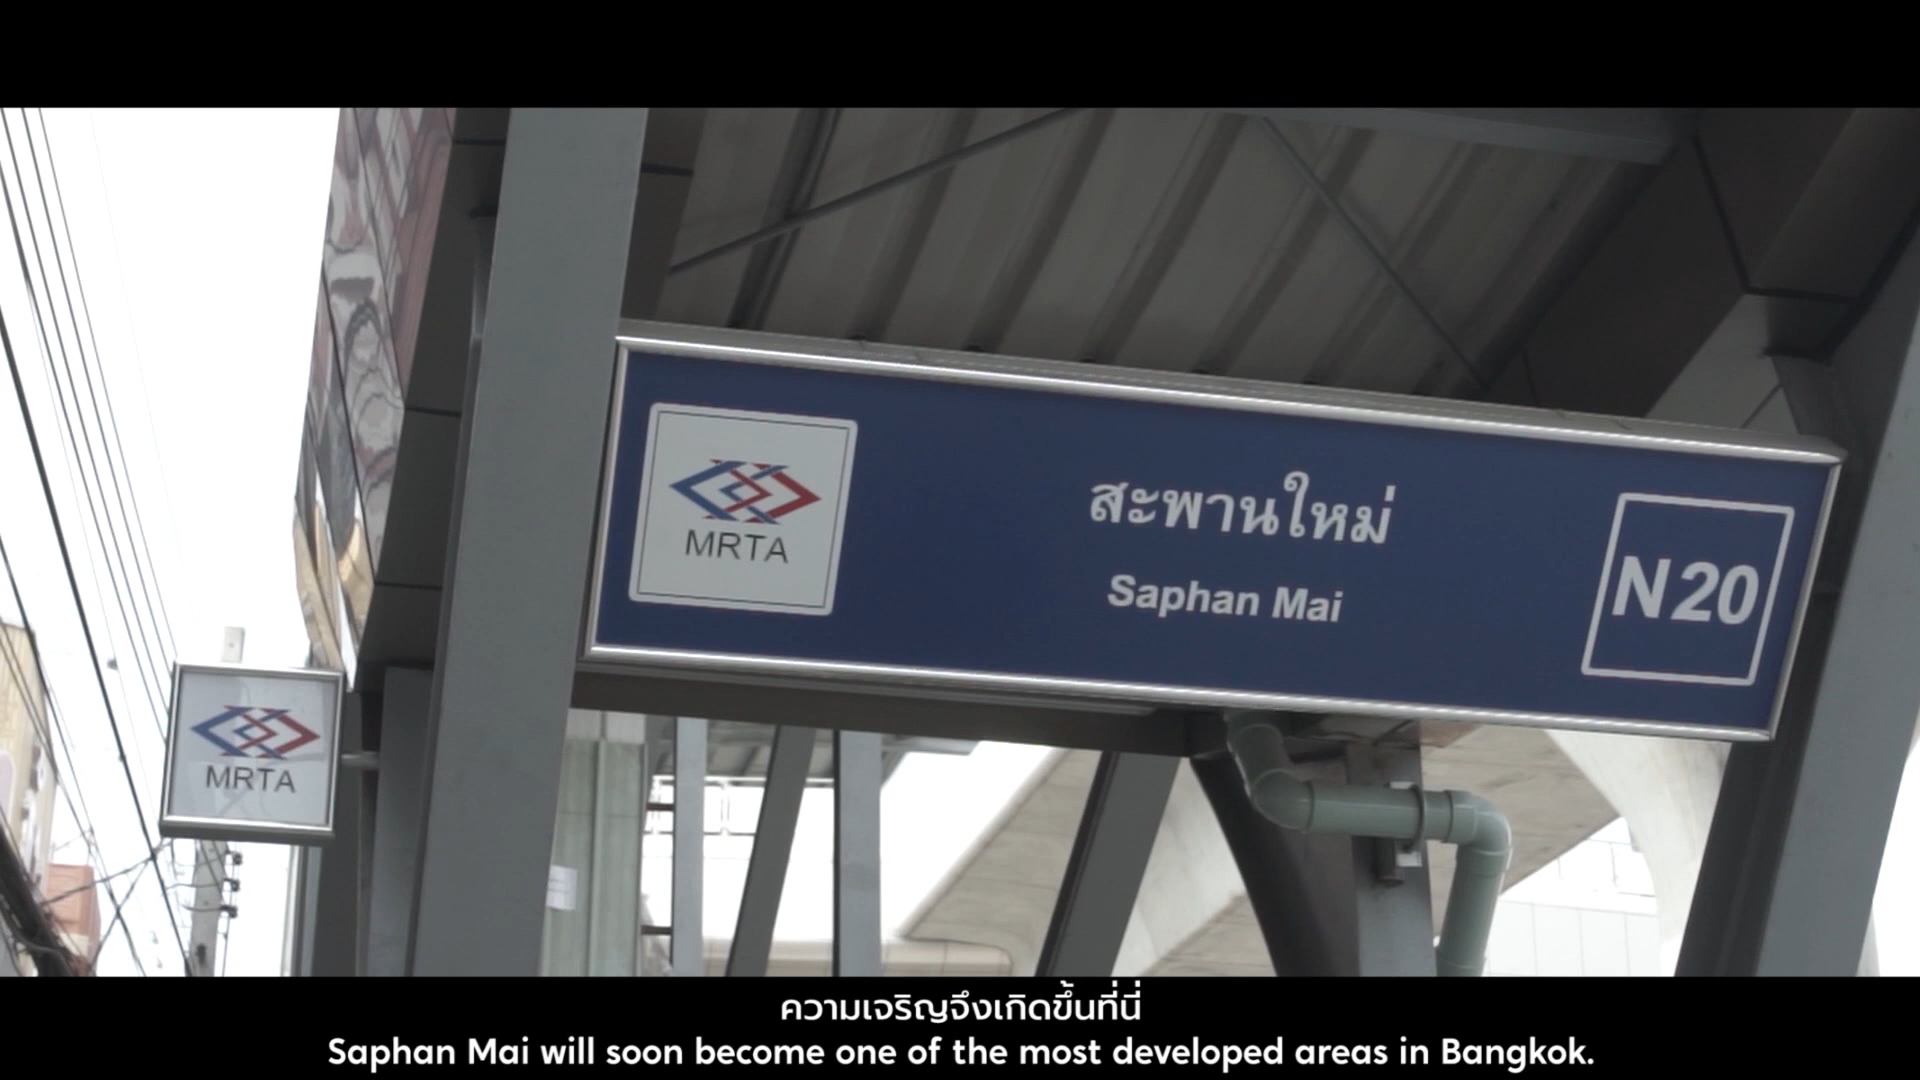 MRTA
สะพานใหม่
Saphan Mai
N20
MRTA
ความเจริญจึงเกิดขึ้นที่นี่
Saphan Mai will soon become one of the most developed areas in Bangkok.